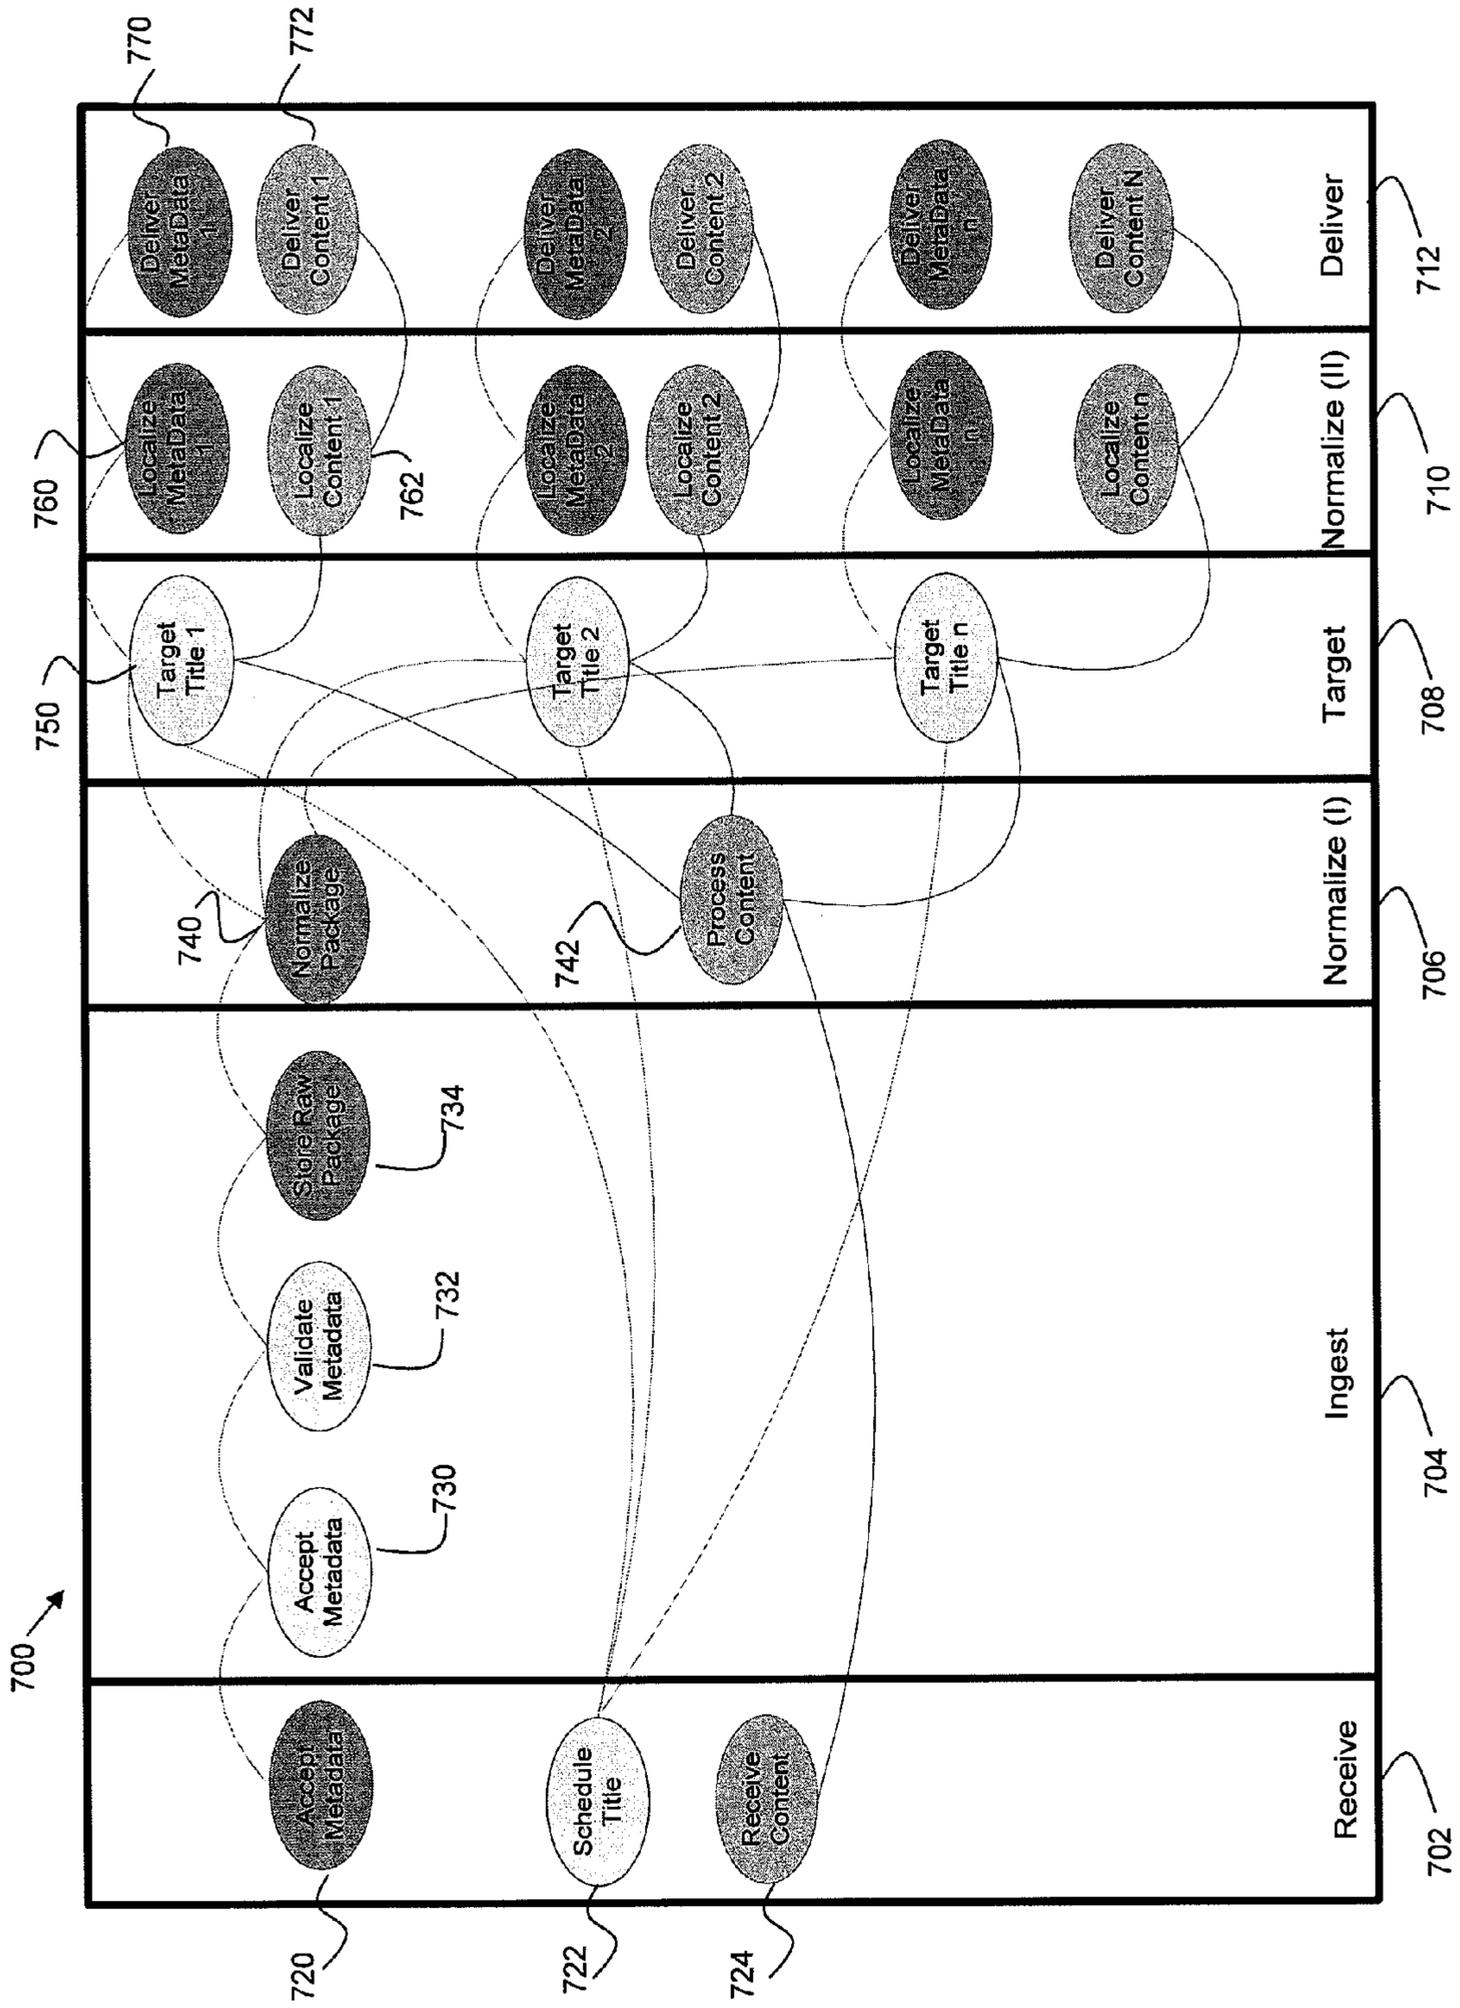 700
720
Accept
Metadata
722
Schedule
Title
724
Receive
Content
Receive
702
Accept
Metadata
730
Validate
Metadata
732
Store Raw
Package
734
Ingest
704
740
Normalize
Package
742
Process
Content
Normalize (I)
706
750
Target
Title 1
Target
Title 2
Target
Title n
Target
708
760
Localize
MetaData
1
Localize
Content 1
762
Localize
MetaData
2
Localize
Content 2
Localize
MetaData
n
Localize
Content n
Normalize (II)
710
770
Deliver
MetaData
1
772
Deliver
Content 1
Deliver
MetaData
2
Deliver
Content 2
Deliver
MetaData
n
Deliver
Content N
Deliver
712